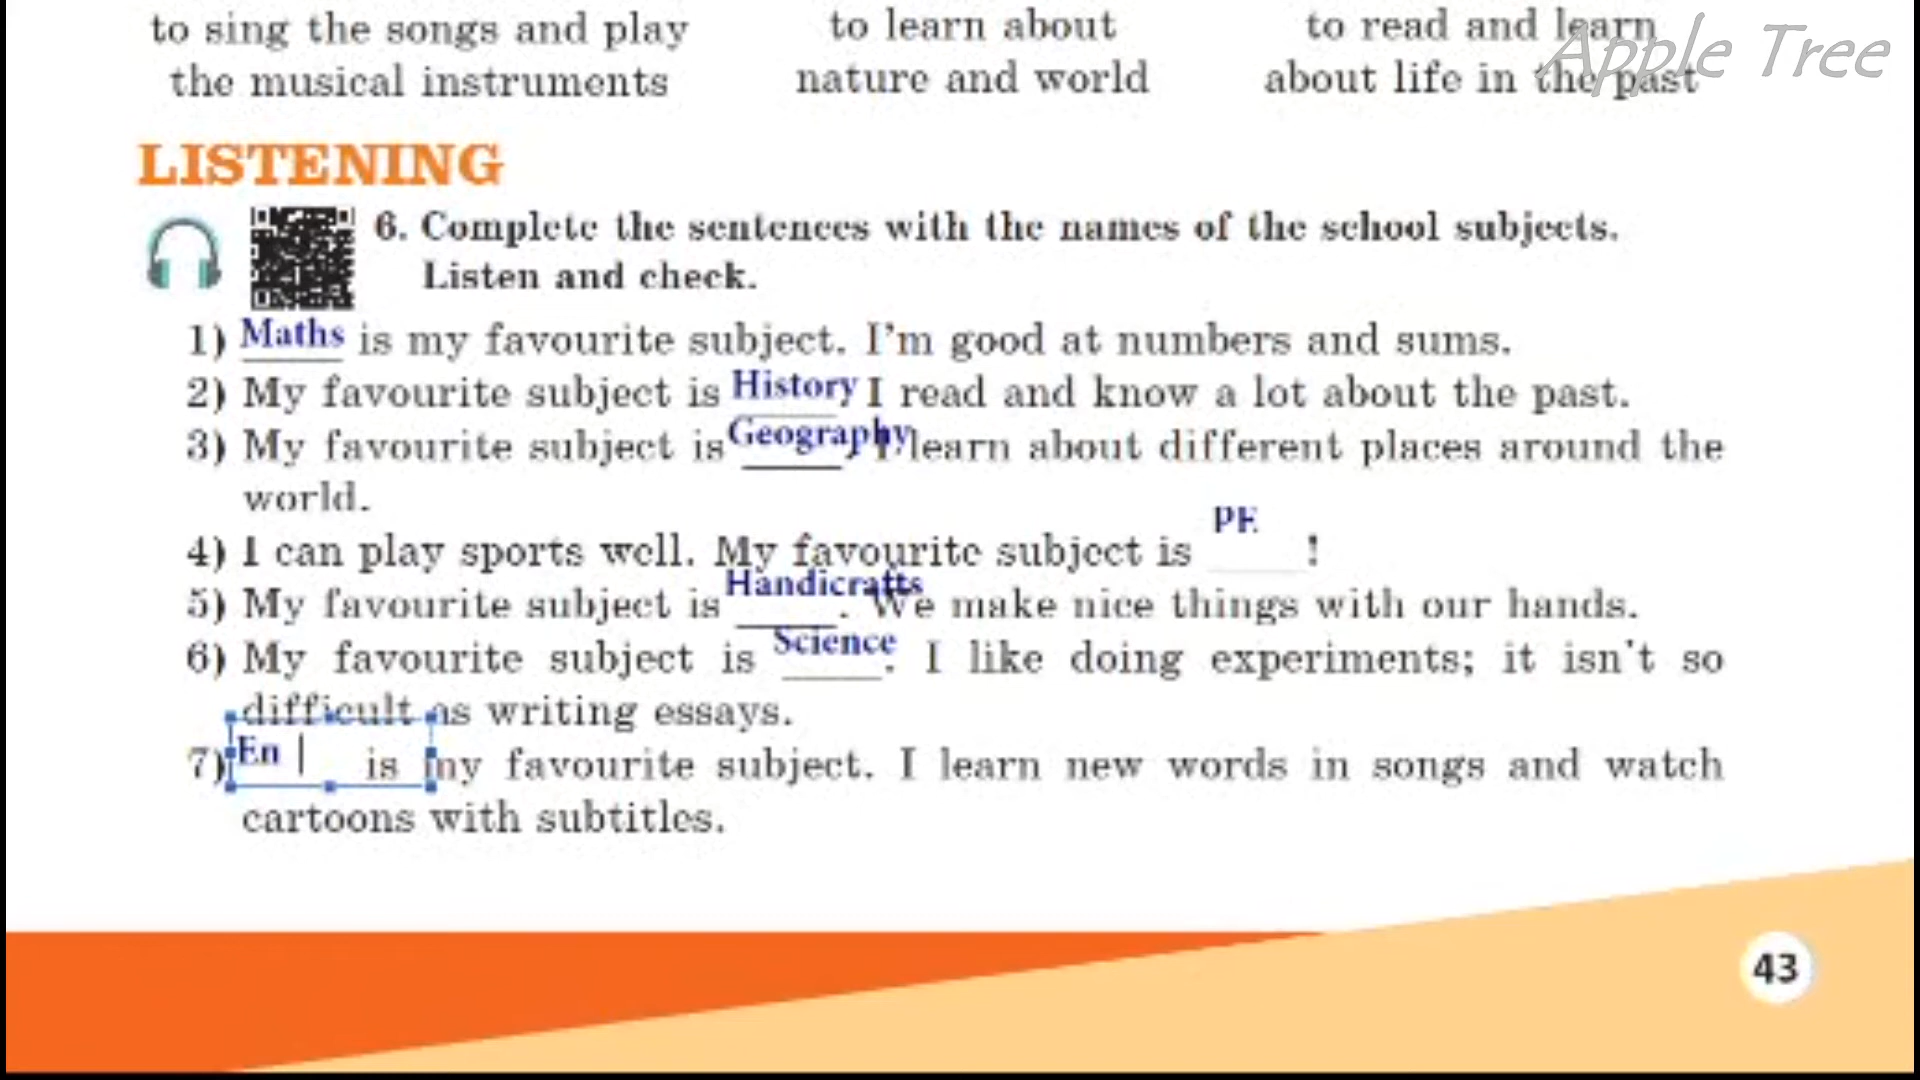 to sing the songs and play
the musical instruments
to learn about
nature and world
to read and learn
about life in the past
Apple Tree
LISTENING
6. Complete the sentences with the names of the school subjects.
Listen and check.
1) Maths is my favourite subject. I'm good at numbers and sums.
2) My favourite subject is History I read and know a lot about the past.
3) My favourite subject is Geography. I learn about different places around the
world.
4) I can play sports well. My favourite subject is PE !
5) My favourite subject is Handicrafts. We make nice things with our hands.
6) My favourite subject is Science. I like doing experiments; it isn't so
difficult as writing essays.
7) En is my favourite subject. I learn new words in songs and watch
cartoons with subtitles.
43